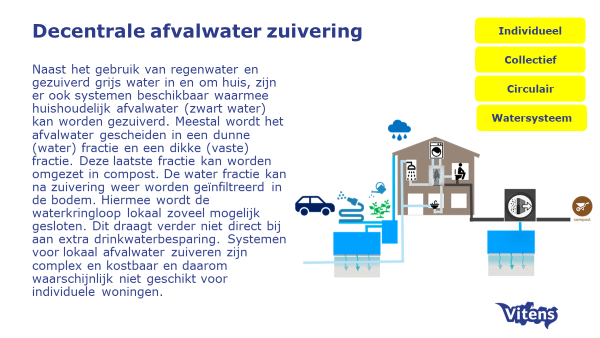 Decentrale afvalwater zuivering
Naast het gebruik van regenwater en
gezuiverd grijs water in en om huis, zijn
er ook systemen beschikbaar waarmee
huishoudelijk afvalwater (zwart water)
kan worden gezuiverd. Meestal wordt het
afvalwater gescheiden in een dunne
(water) fractie en een dikke (vaste)
fractie. Deze laatste fractie kan worden
omgezet in compost. De water fractie kan
na zuivering weer worden geïnfiltreerd in
de bodem. Hiermee wordt de
waterkringloop lokaal zoveel mogelijk
gesloten. Dit draagt verder niet direct bij
aan extra drinkwaterbesparing. Systemen
voor lokaal afvalwater zuiveren zijn
complex en kostbaar en daarom
waarschijnlijk niet geschikt voor
individuele woningen.
Individueel
Collectief
Circulair
Watersysteem
compost
Vitens